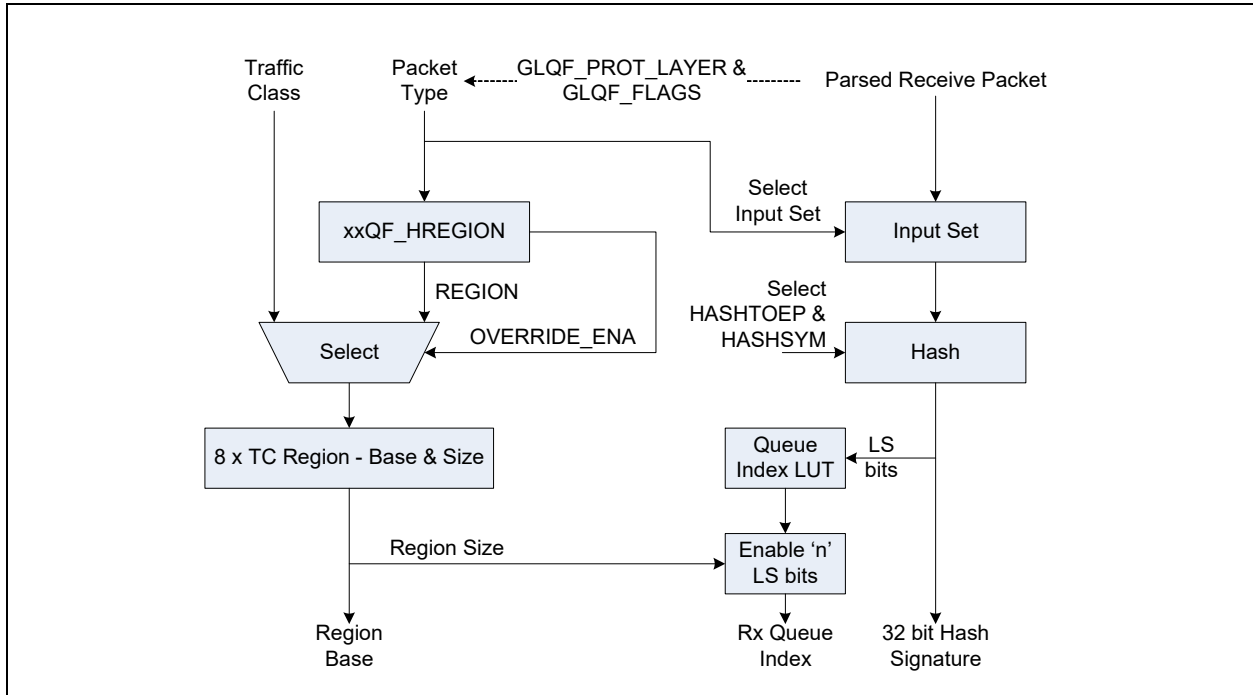 Traffic
Class
Packet
Type
GLQF_PROT_LAYER &
GLQF_FLAGS
Parsed Receive Packet
Select
Input Set
xxQF_HREGION
Input Set
REGION
Select
HASHTOEP &
HASHSYM
OVERRIDE_ENA
Select
Hash
8 x TC Region - Base & Size
Queue
Index LUT
LS
bits
Region Size
Enable ‘n’
LS bits
Region
Base
Rx Queue
Index
32 bit Hash
Signature